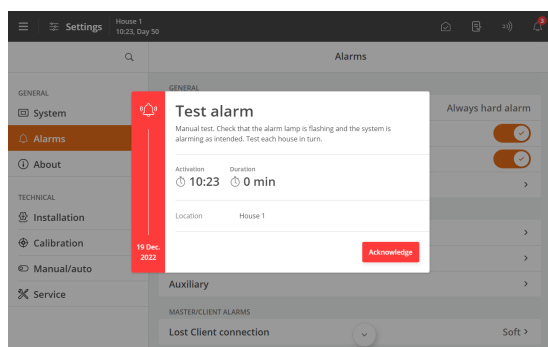 Settings
House 1
10:23, Day 50
3
Alarms
GENERAL
System
Alarms
About
TECHNICAL
Installation
Calibration
Manual/auto
Service
GENERAL
Always hard alarm
Test alarm
Manual test. Check that the alarm lamp is flashing and the system is
alarming as intended. Test each house in turn.
Activation Duration
10:23 0 min
Location House 1
19 Dec.
2022
Acknowledge
Auxiliary
MASTER/CLIENT ALARMS
Lost Client connection Soft